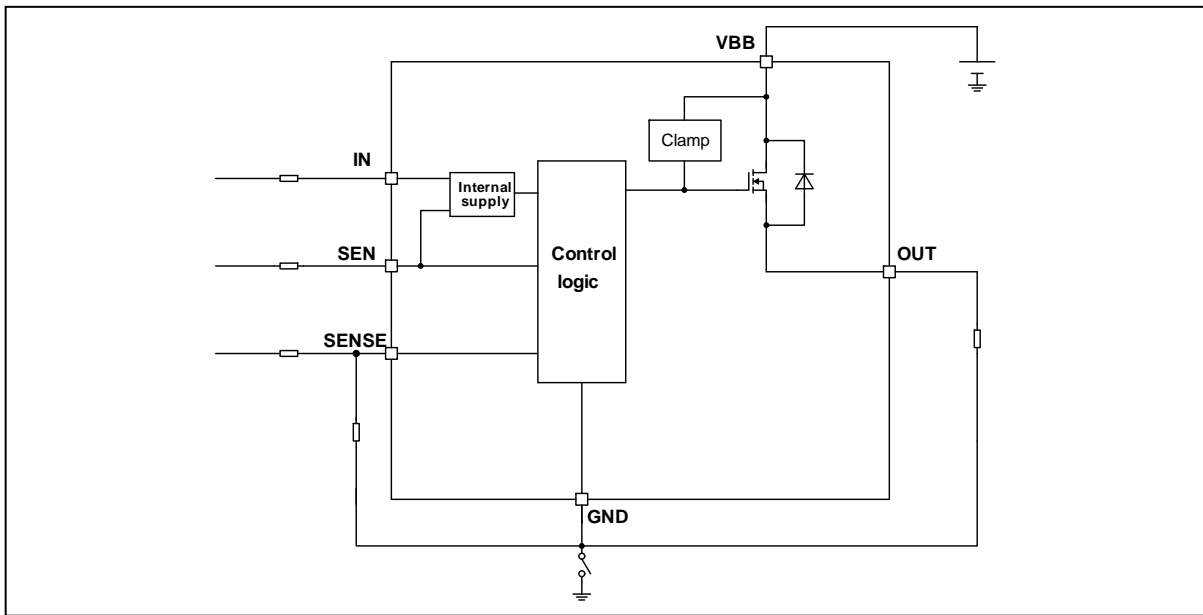 VBB
Clamp
IN
Internal
supply
SEN
Control
logic
OUT
SENSE
GND